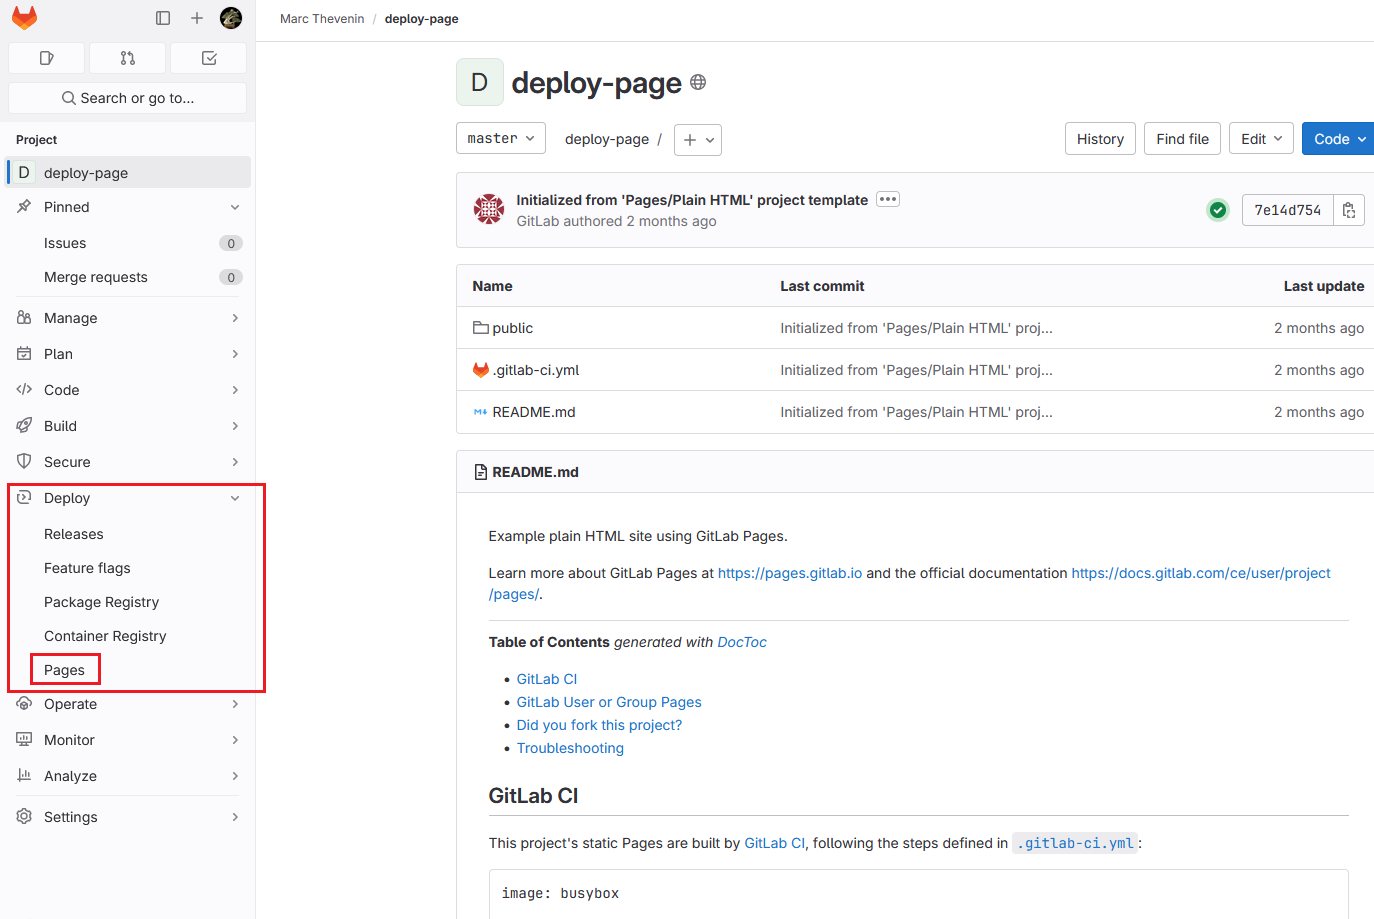 Marc Thevenin / deploy-page
Search or go to...
Project
D deploy-page
Pinned
Issues 0
Merge requests 0
Manage
Plan
Code
Build
Secure
Deploy
Releases
Feature flags
Package Registry
Container Registry
Pages
Operate
Monitor
Analyze
Settings
D deploy-page
master deploy-page / + History Find file Edit Code
Initialized from 'Pages/Plain HTML' project template
GitLab authored 2 months ago
7e14d754
Name Last commit Last update
public Initialized from 'Pages/Plain HTML' proj... 2 months ago
.gitlab-ci.yml Initialized from 'Pages/Plain HTML' proj... 2 months ago
README.md Initialized from 'Pages/Plain HTML' proj... 2 months ago
README.md
Example plain HTML site using GitLab Pages.
Learn more about GitLab Pages at https://pages.gitlab.io and the official documentation https://docs.gitlab.com/ce/user/project
/pages/.
Table of Contents generated with DocToc
• GitLab CI
• GitLab User or Group Pages
• Did you fork this project?
• Troubleshooting
GitLab CI
This project's static Pages are built by GitLab CI, following the steps defined in .gitlab-ci.yml:
image: busybox